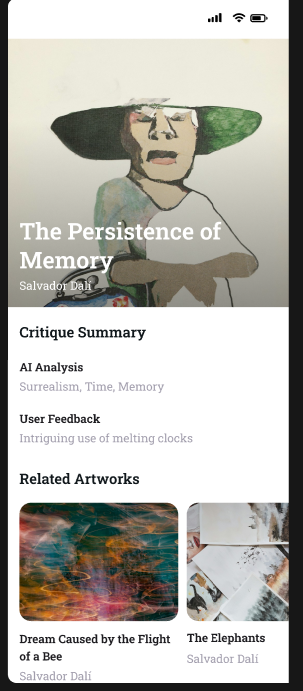 The Persistence of
Memory
Salvador Dalí
Critique Summary
AI Analysis
Surrealism, Time, Memory
User Feedback
Intriguing use of melting clocks
Related Artworks
Dream Caused by the Flight
of a Bee
Salvador Dalí
The Elephants
Salvador Dalí